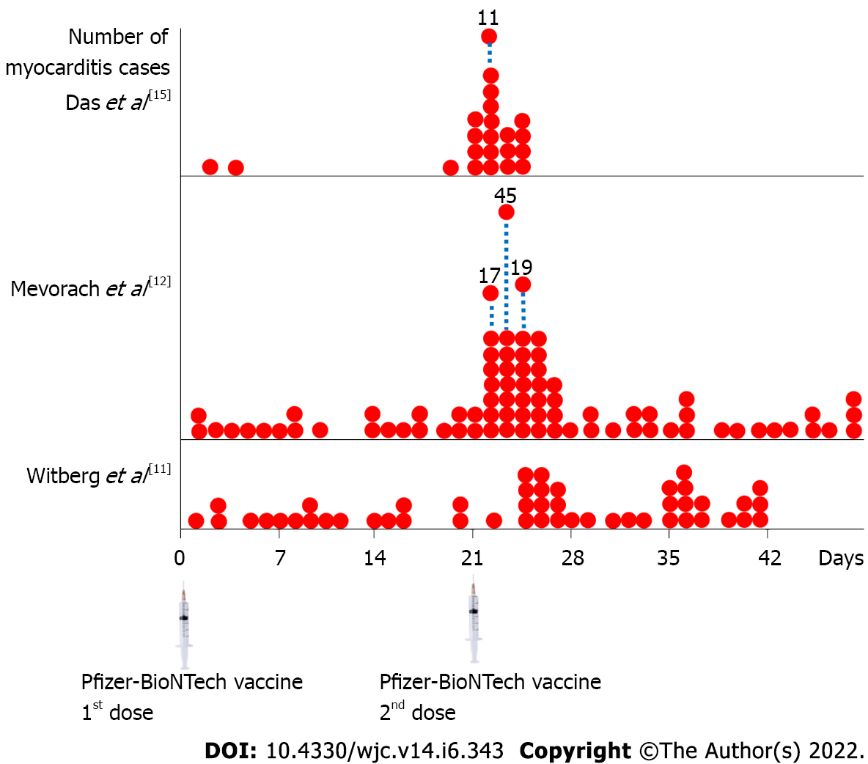 11
Number of
myocarditis cases
Das et al[15]
45
17 19
Mevorach et al[12]
Witberg et al[11]
0 7 14 21 28 35 42 Days
Pfizer-BioNTech vaccine
1st dose
Pfizer-BioNTech vaccine
2nd dose
DOI: 10.4330/wjc.v14.i6.343 Copyright ©The Author(s) 2022.